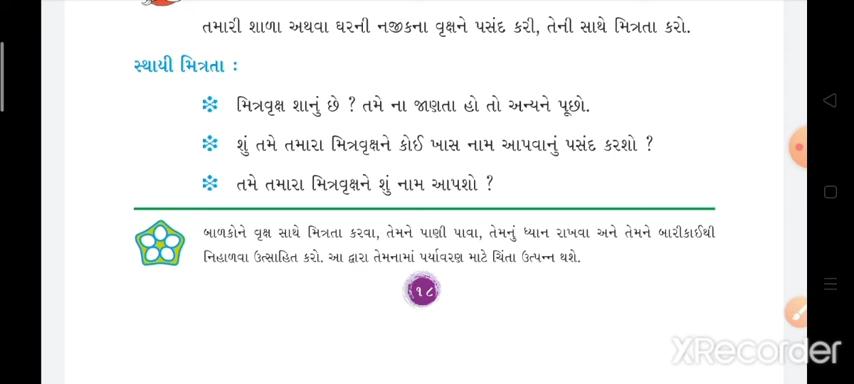 તમારી શાળા અથવા ઘરની નજીકના વૃક્ષને પસંદ કરી, તેની સાથે મિત્રતા કરો.
સ્થાયી મિત્રતા :
મિત્રવૃક્ષ શાનું છે ? તમે ના જાણતા હો તો અન્યને પૂછો.
શું તમે તમારા મિત્રવૃક્ષને કોઈ ખાસ નામ આપવાનું પસંદ કરશો ?
તમે તમારા મિત્રવૃક્ષને શું નામ આપશો ?
બાળકોને વૃક્ષ સાથે મિત્રતા કરવા, તેમને પાણી પાવા, તેમનું ધ્યાન રાખવા અને તેમને બારીકાઈથી
નિહાળવા ઉત્સાહિત કરો. આ દ્વારા તેમનામાં પર્યાવરણ માટે ચિંતા ઉત્પન્ન થશે.
૧૮
XRecorder